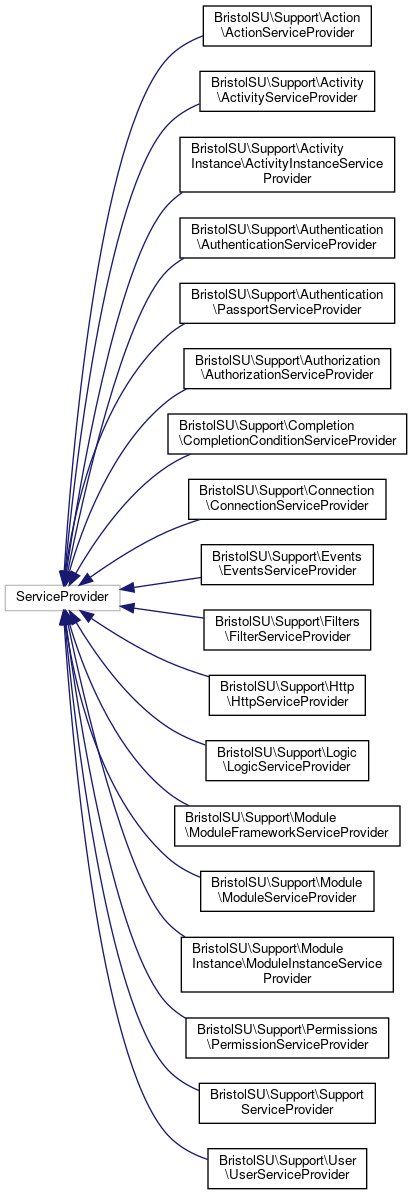 BristolSU\Support\Action
\ActionServiceProvider
BristolSU\Support\Activity
\ActivityServiceProvider
BristolSU\Support\Activity
Instance\ActivityInstanceService
Provider
BristolSU\Support\Authentication
\AuthenticationServiceProvider
BristolSU\Support\Authentication
\PassportServiceProvider
BristolSU\Support\Authorization
\AuthorizationServiceProvider
BristolSU\Support\Completion
\CompletionConditionServiceProvider
BristolSU\Support\Connection
\ConnectionServiceProvider
BristolSU\Support\Events
\EventsServiceProvider
ServiceProvider
BristolSU\Support\Filters
\FilterServiceProvider
BristolSU\Support\Http
\HttpServiceProvider
BristolSU\Support\Logic
\LogicServiceProvider
BristolSU\Support\Module
\ModuleFrameworkServiceProvider
BristolSU\Support\Module
\ModuleServiceProvider
BristolSU\Support\Module
Instance\ModuleInstanceService
Provider
BristolSU\Support\Permissions
\PermissionServiceProvider
BristolSU\Support\Support
ServiceProvider
BristolSU\Support\User
\UserServiceProvider